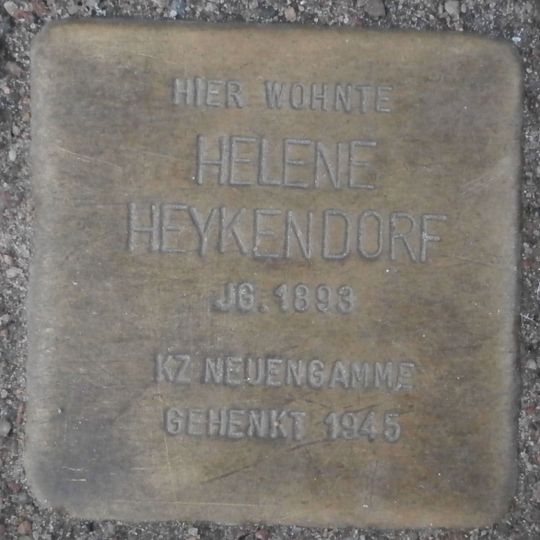 HIER WOHNTE
HELENE
HEYKENDORF
JG. 1893
KZ NEUENGAMME
GEHENKT 1945